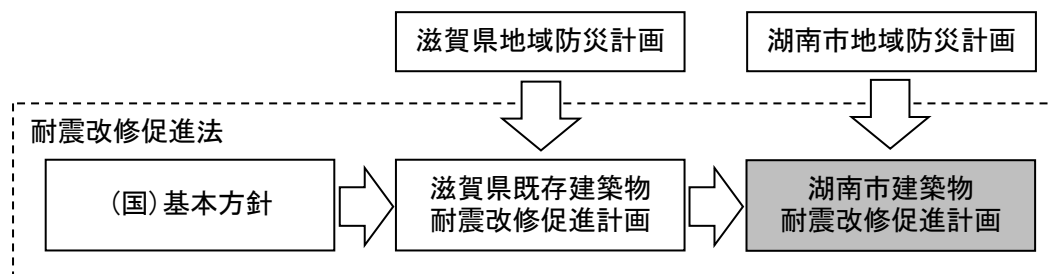 滋賀県地域防災計画
湖南市地域防災計画
耐震改修促進法
(国)基本方針
滋賀県既存建築物
耐震改修促進計画
湖南市建築物
耐震改修促進計画